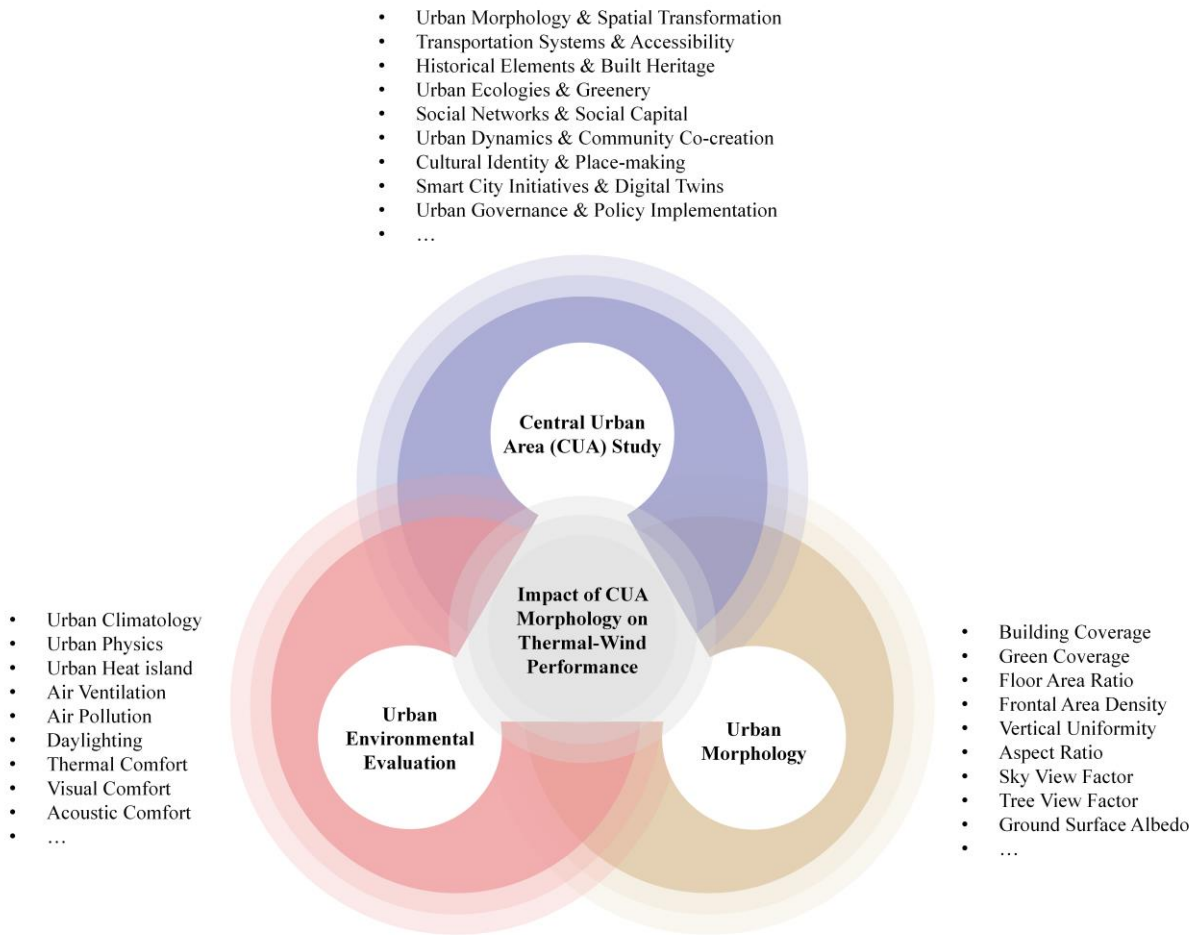 • Urban Morphology & Spatial Transformation
• Transportation Systems & Accessibility
• Historical Elements & Built Heritage
• Urban Ecologies & Greenery
• Social Networks & Social Capital
• Urban Dynamics & Community Co-creation
• Cultural Identity & Place-making
• Smart City Initiatives & Digital Twins
• Urban Governance & Policy Implementation
• …
Central Urban
Area (CUA) Study
Impact of CUA
Morphology on
Thermal-Wind
Performance
• Urban Climatology
• Urban Physics
• Urban Heat island
• Air Ventilation
• Air Pollution
• Daylighting
• Thermal Comfort
• Visual Comfort
• Acoustic Comfort
• …
Urban
Environmental
Evaluation
Urban
Morphology
• Building Coverage
• Green Coverage
• Floor Area Ratio
• Frontal Area Density
• Vertical Uniformity
• Aspect Ratio
• Sky View Factor
• Tree View Factor
• Ground Surface Albedo
• …